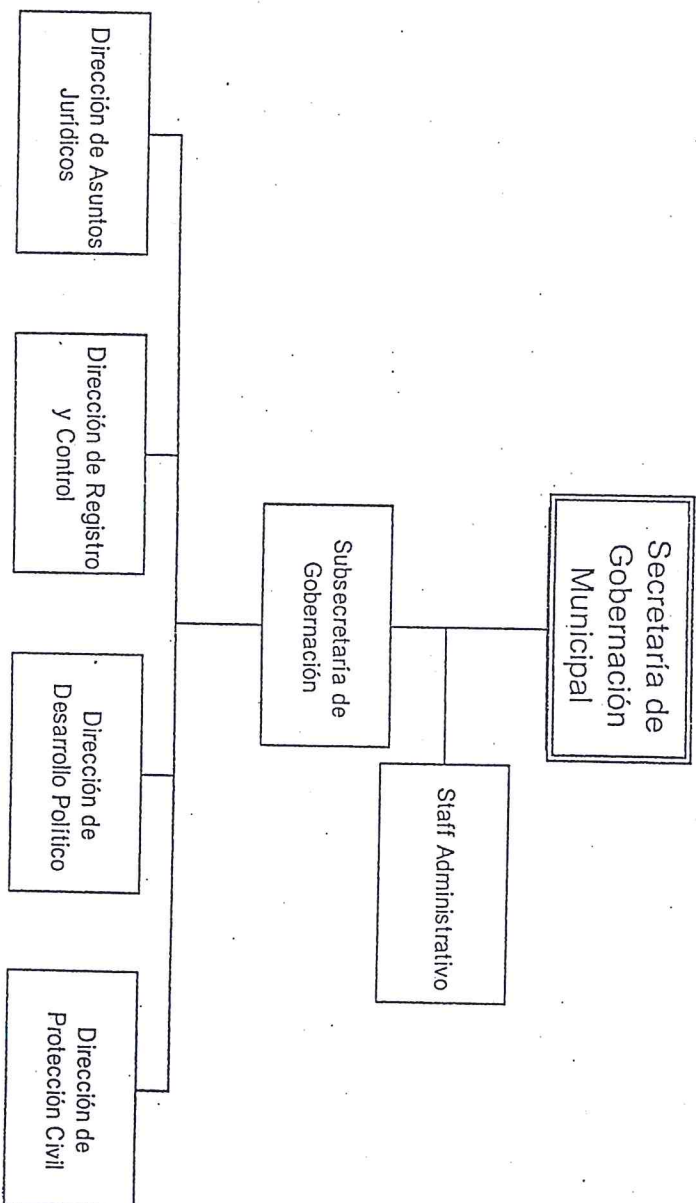 Secretaría de
Gobernación
Municipal
Staff Administrativo
Subsecretaría de
Gobernación
Dirección de Asuntos
Jurídicos
Dirección de Registro
y Control
Dirección de
Desarrollo Político
Dirección de
Protección Civil